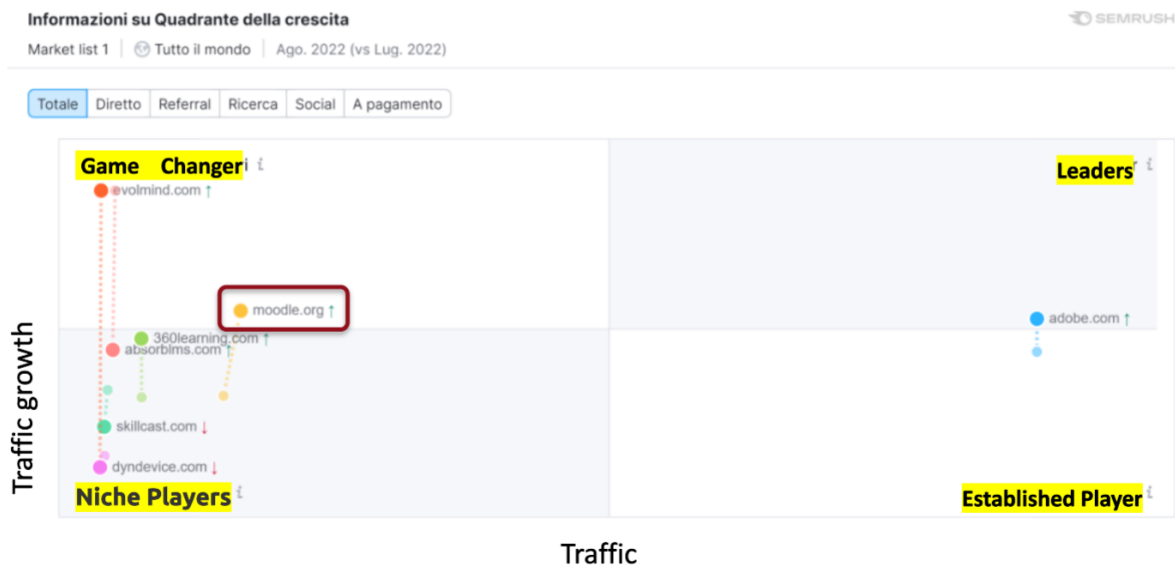 Informazioni su Quadrante della crescita
SEMRUSH
Market list 1 Tutto il mondo Ago. 2022 (vs Lug. 2022)
Totale Diretto Referral Ricerca Social A pagamento
Game Changer i
Leaders i
evolmind.com ↑
moodle.org ↑
adobe.com ↑
360learning.com ↑
absorblms.com ↑
skillcast.com ↓
dyndevice.com ↓
Niche Players i
Established Player i
Traffic growth
Traffic